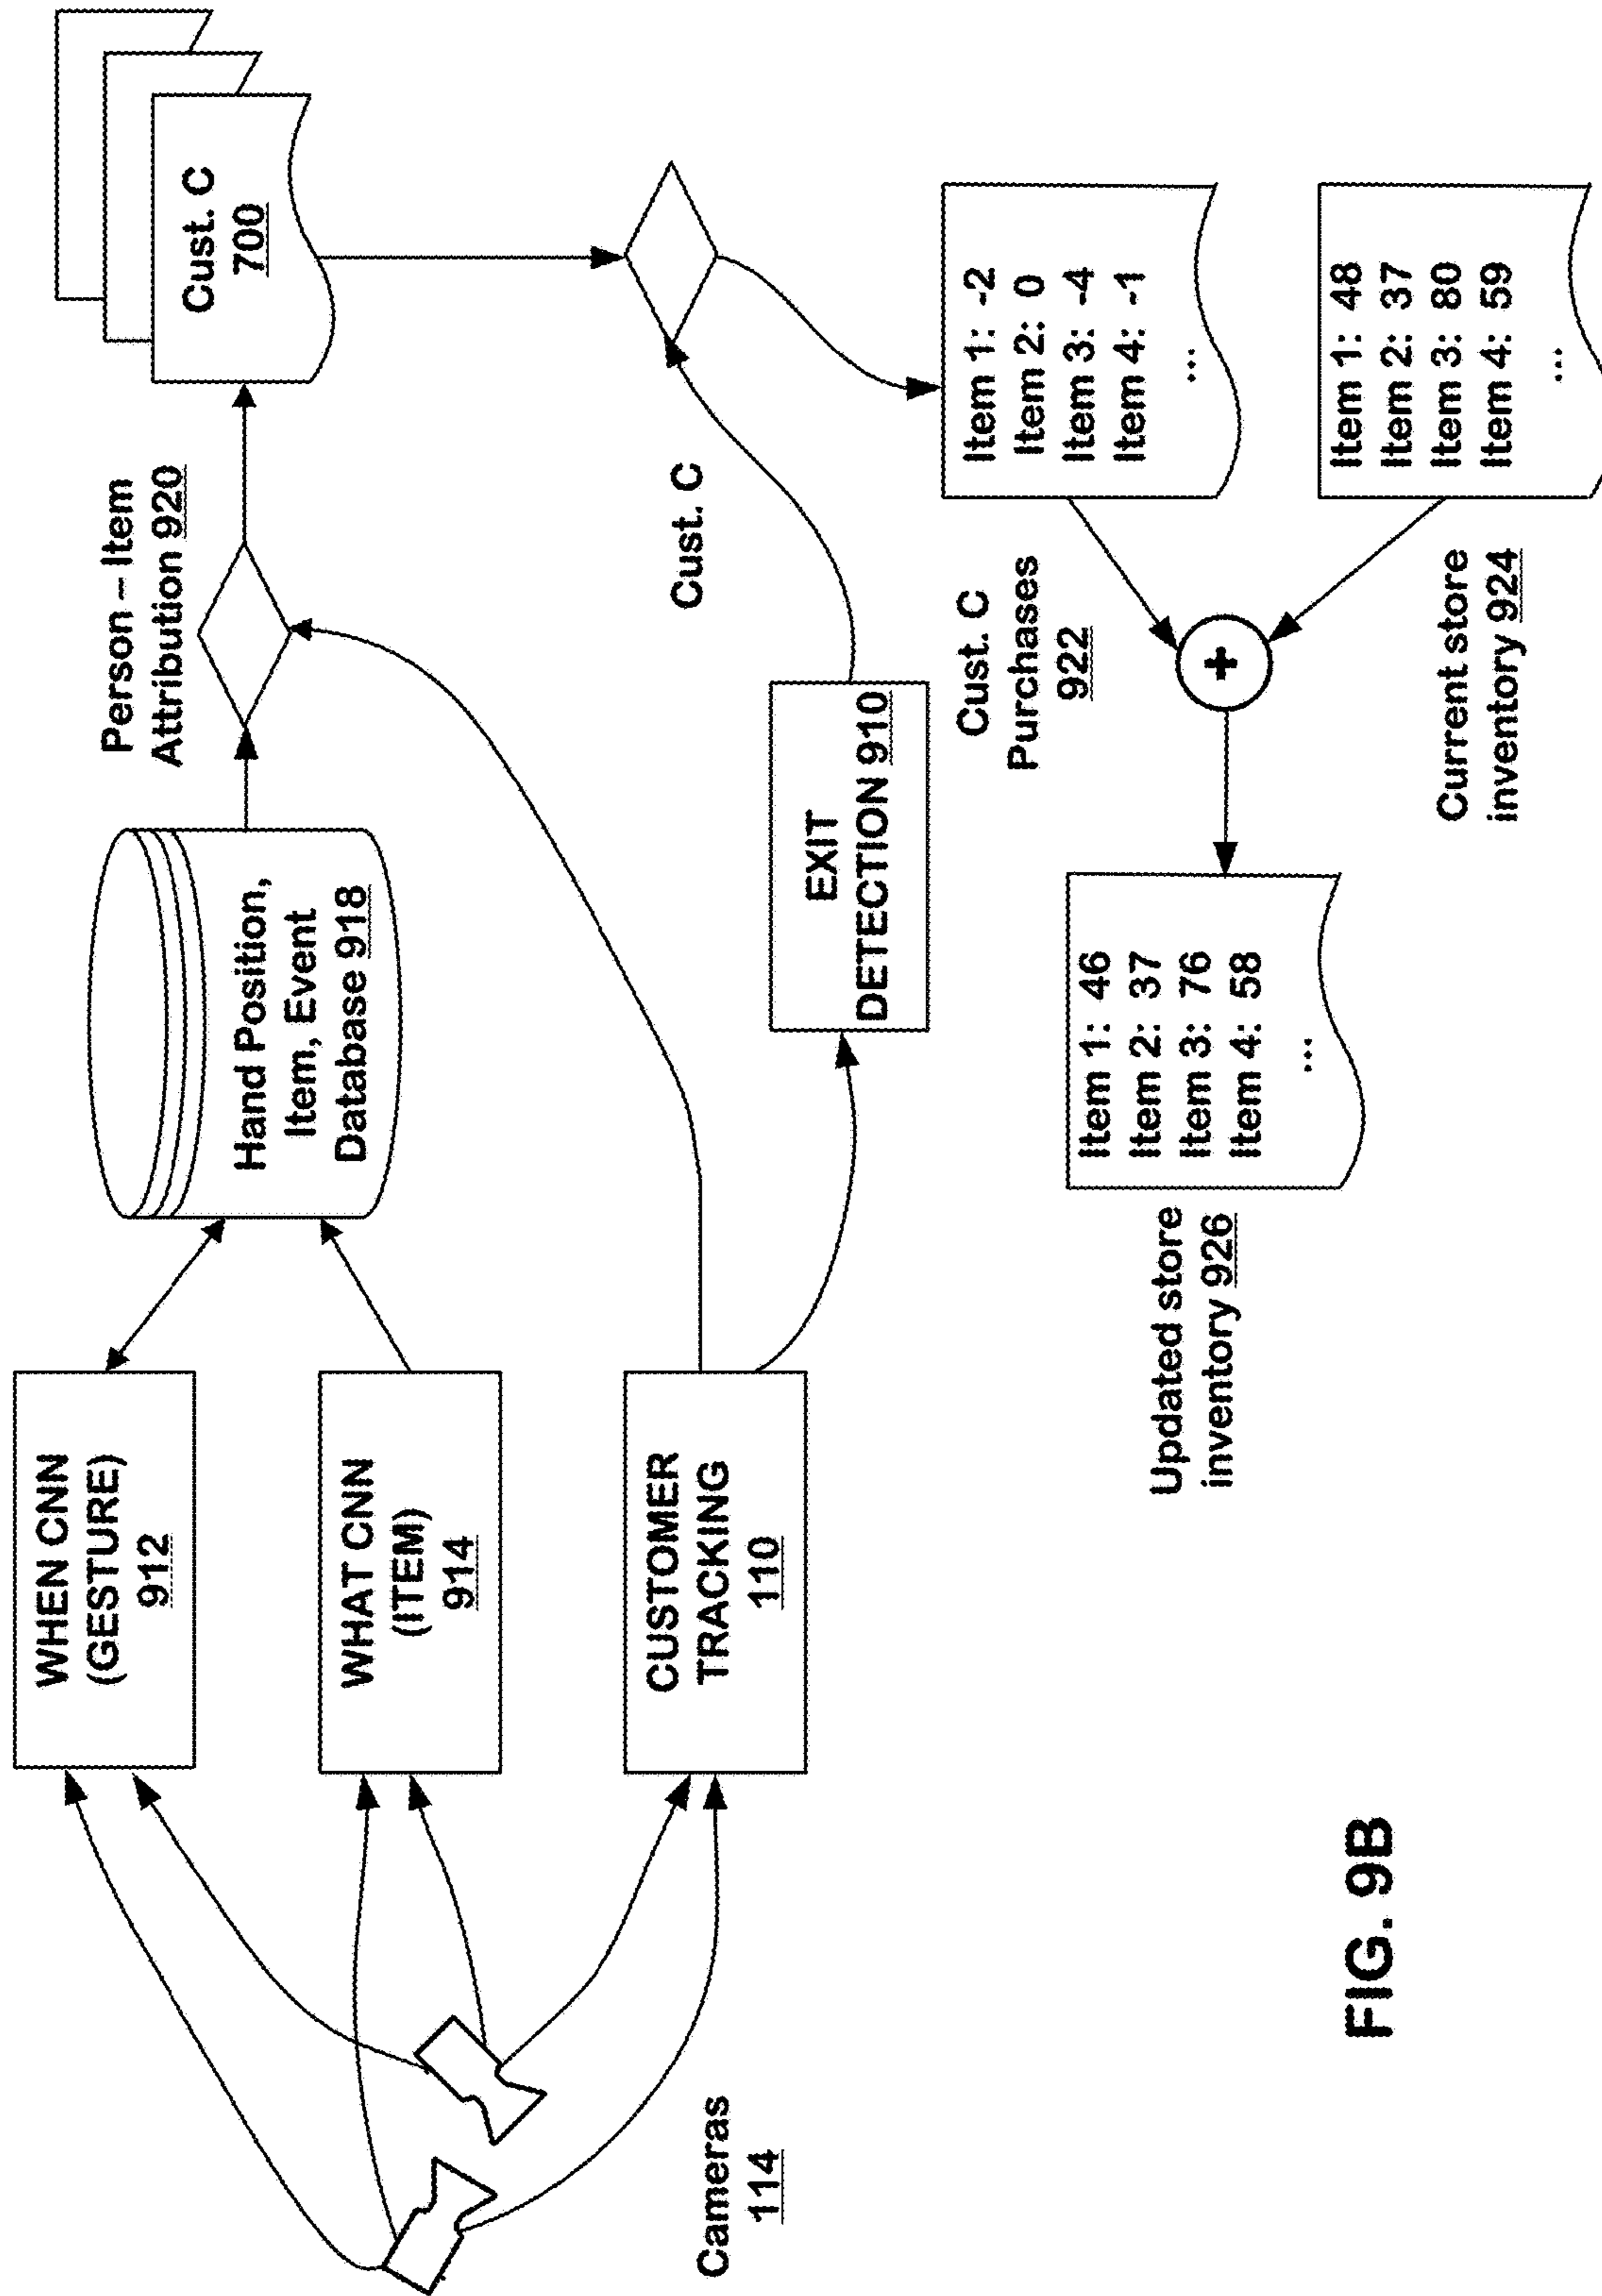 Cameras
114
WHEN CNN
(GESTURE)
912
WHAT CNN
(ITEM)
914
CUSTOMER
TRACKING
110
Hand Position,
Item, Event
Database 918
Person – Item
Attribution 920
Cust. C
700
EXIT
DETECTION 910
Cust. C
Cust. C
Purchases
922
Item 1: -2
Item 2: 0
Item 3: -4
Item 4: -1
...
+
Current store
inventory 924
Item 1: 48
Item 2: 37
Item 3: 80
Item 4: 59
...
Updated store
inventory 926
Item 1: 46
Item 2: 37
Item 3: 76
Item 4: 58
...
FIG. 9B